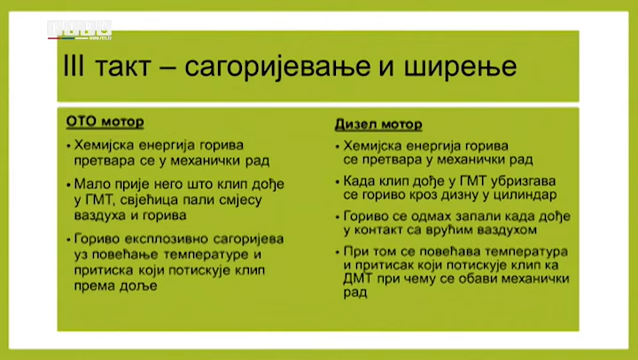 III такт – сагоријевање и ширење
ОТО мотор
• Хемијска енергија горива
претвара се у механички рад
• Мало прије него што клип дође
у ГМТ, свјећица пали смјесу
ваздуха и горива
• Гориво експлозивно сагоријева
уз повећање температуре и
притиска који потискује клип
према доље
Дизел мотор
• Хемијска енергија горива
се претвара у механички рад
• Када клип дође у ГМТ убризгава
се гориво кроз дизну у цилиндар
• Гориво се одмах запали када дође
у контакт са врућим ваздухом
• При том се повећава температура
и притисак који потискује клип ка
ДМТ при чему се обави механички
рад